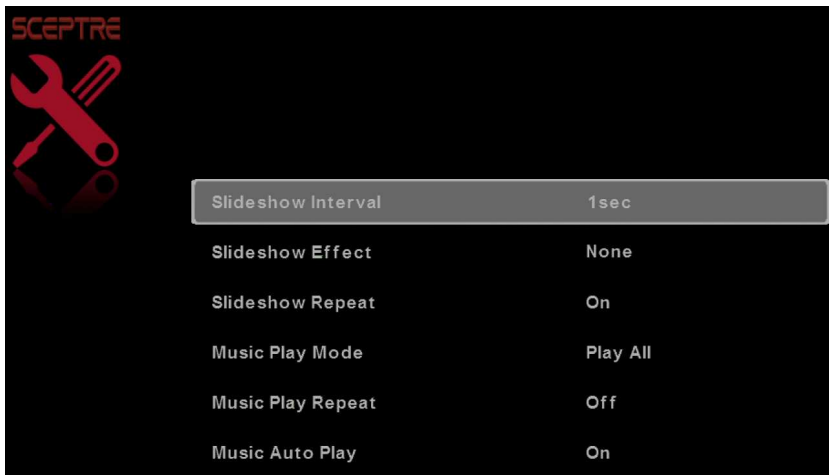 SCEPTRE
Slideshow Interval 1sec
Slideshow Effect None
Slideshow Repeat On
Music Play Mode Play All
Music Play Repeat Off
Music Auto Play On